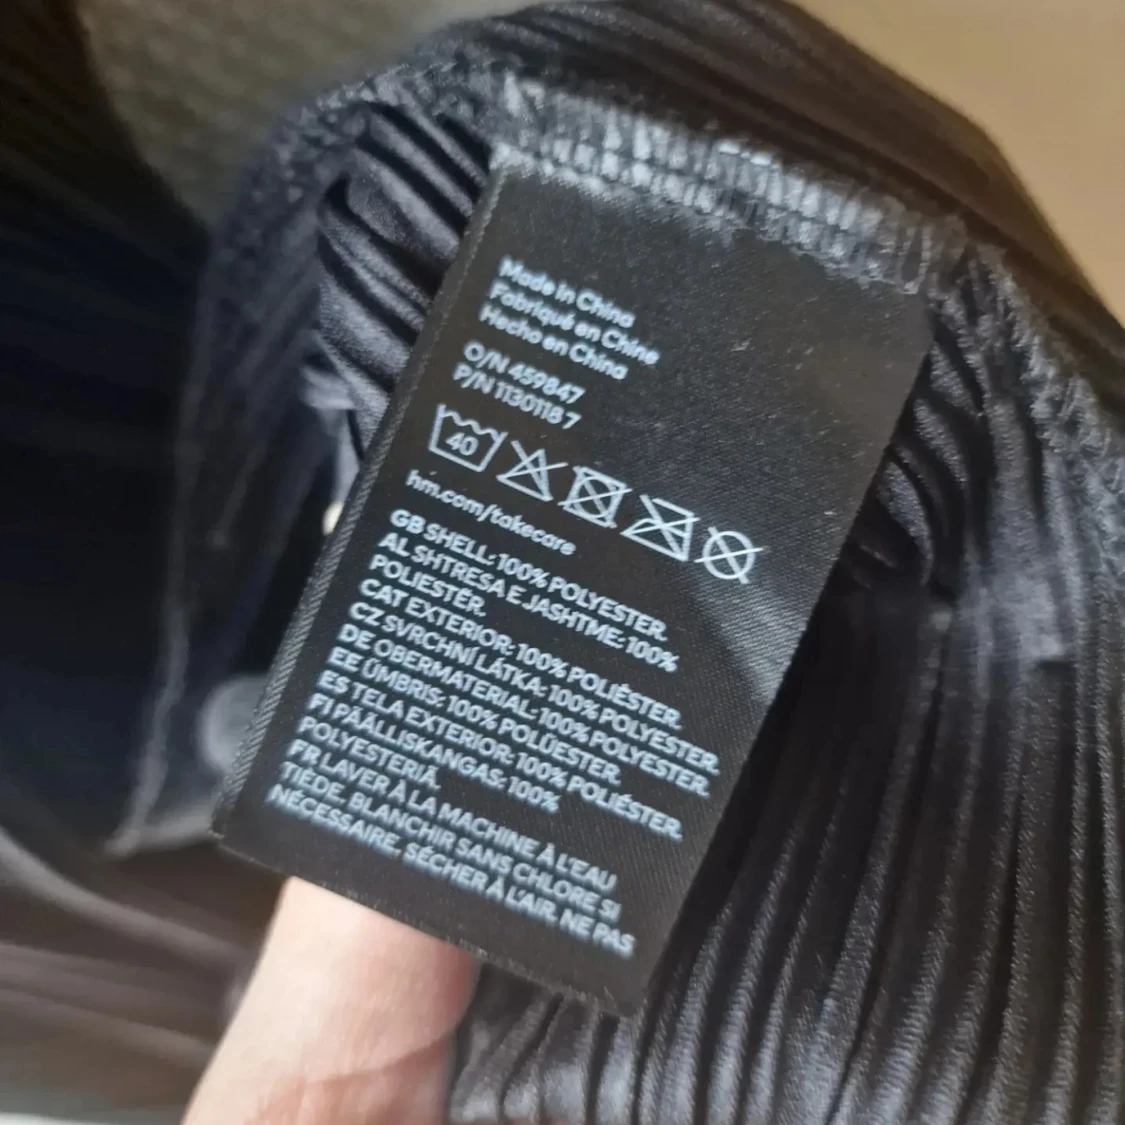 Made in China
Fabriqué en Chine
Hecho en China
O/N 459847
P/N 1130118 7
40
hm.com/takecare
GB SHELL: 100% POLYESTER.
AL SHTRESA E JASHTME: 100%
POLIESTËR.
CAT EXTERIOR: 100% POLIÈSTER.
CZ SVRCHNÍ LÁTKA: 100% POLYESTER.
DE OBERMATERIAL: 100% POLYESTER.
EE ÜMBRIS: 100% POLÜESTER.
ES TELA EXTERIOR: 100% POLIÉSTER.
FI PÄÄLLISKANGAS: 100%
POLYESTERIÄ.
FR LAVER À LA MACHINE À L'EAU
TIÈDE. BLANCHIR SANS CHLORE SI
NÉCESSAIRE. SÉCHER À L'AIR. NE PAS